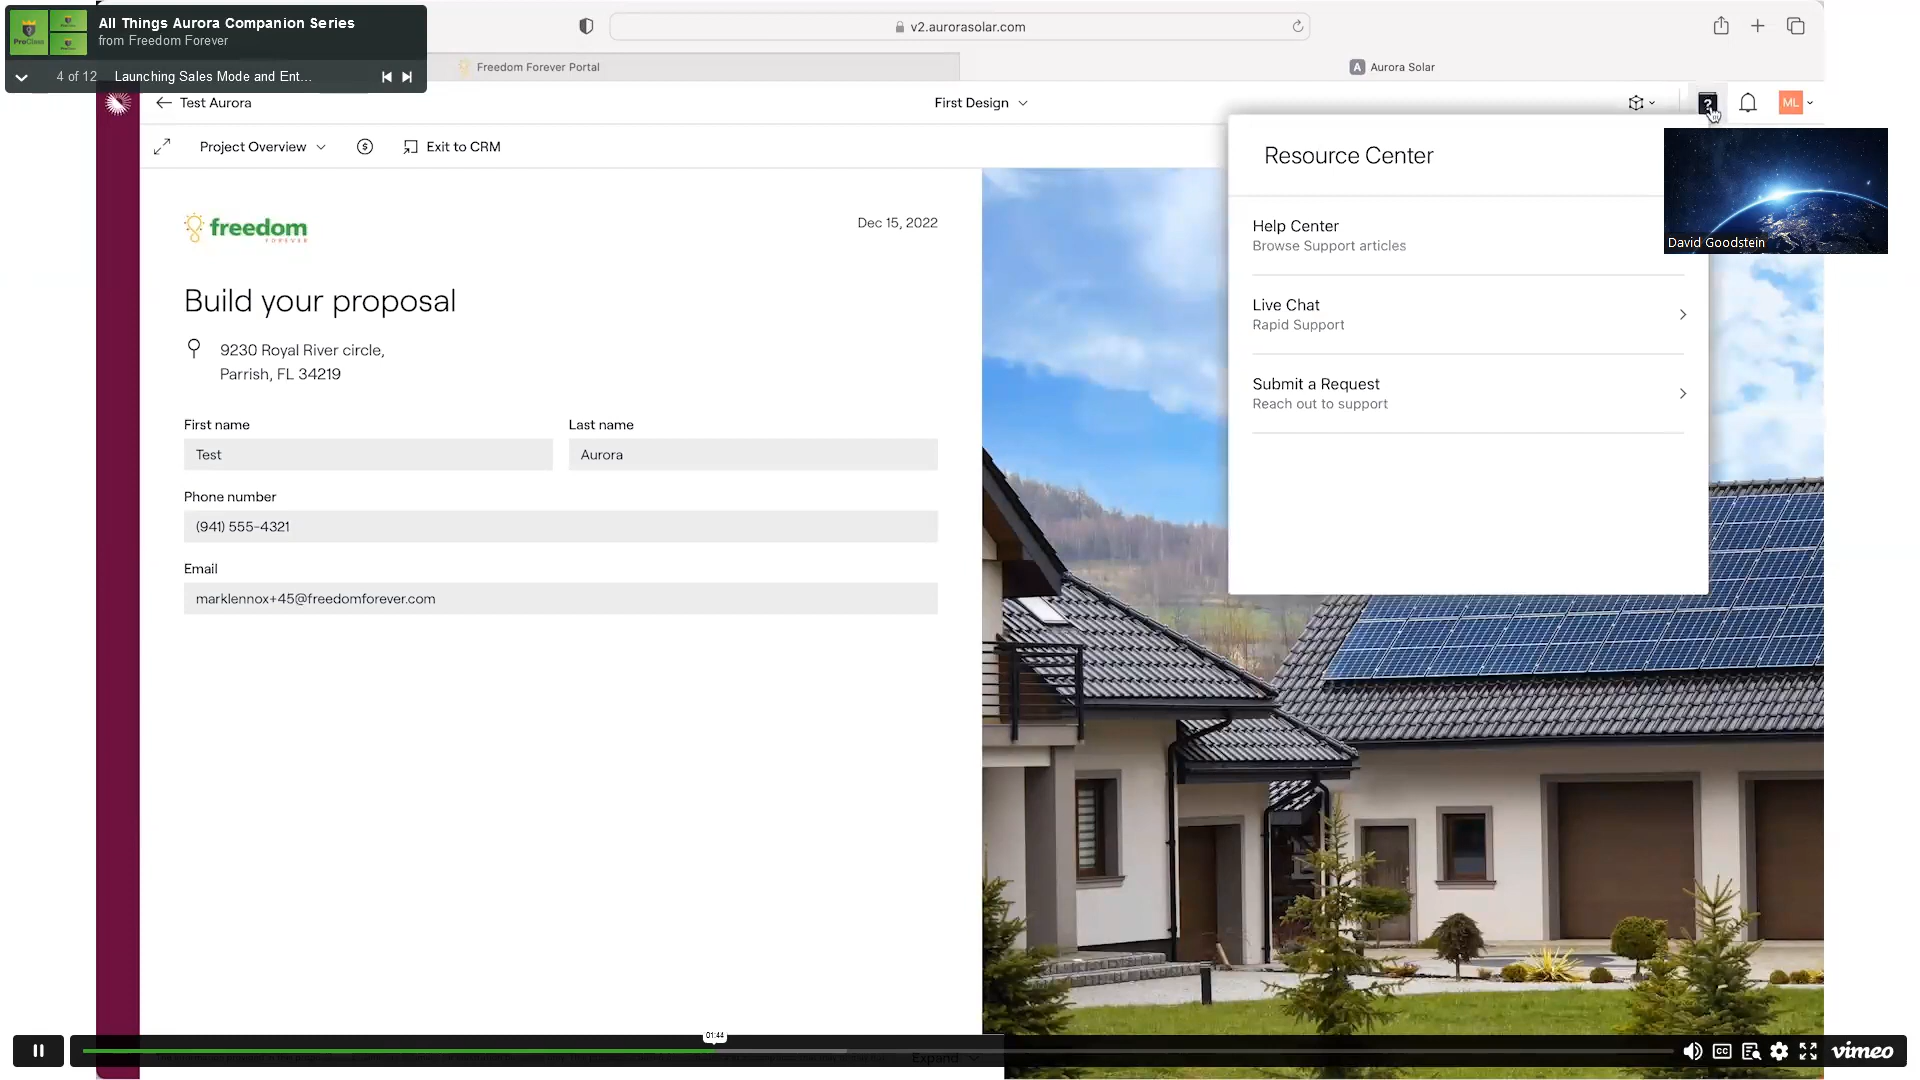 All Things Aurora Companion Series
from Freedom Forever
4 of 12 Launching Sales Mode and Ent...
v2.aurorasolar.com
Freedom Forever Portal
A Aurora Solar
Test Aurora
First Design
?
ML
Project Overview
$
Exit to CRM
Resource Center
freedom
FOREVER
Dec 15, 2022
Help Center
Browse Support articles
David Goodstein
Build your proposal
Live Chat
Rapid Support
9230 Royal River circle,
Parrish, FL 34219
Submit a Request
Reach out to support
First name
Last name
Test
Aurora
Phone number
(941) 555-4321
Email
marklennox+45@freedomforever.com
01:44
Expand
CC
vimeo